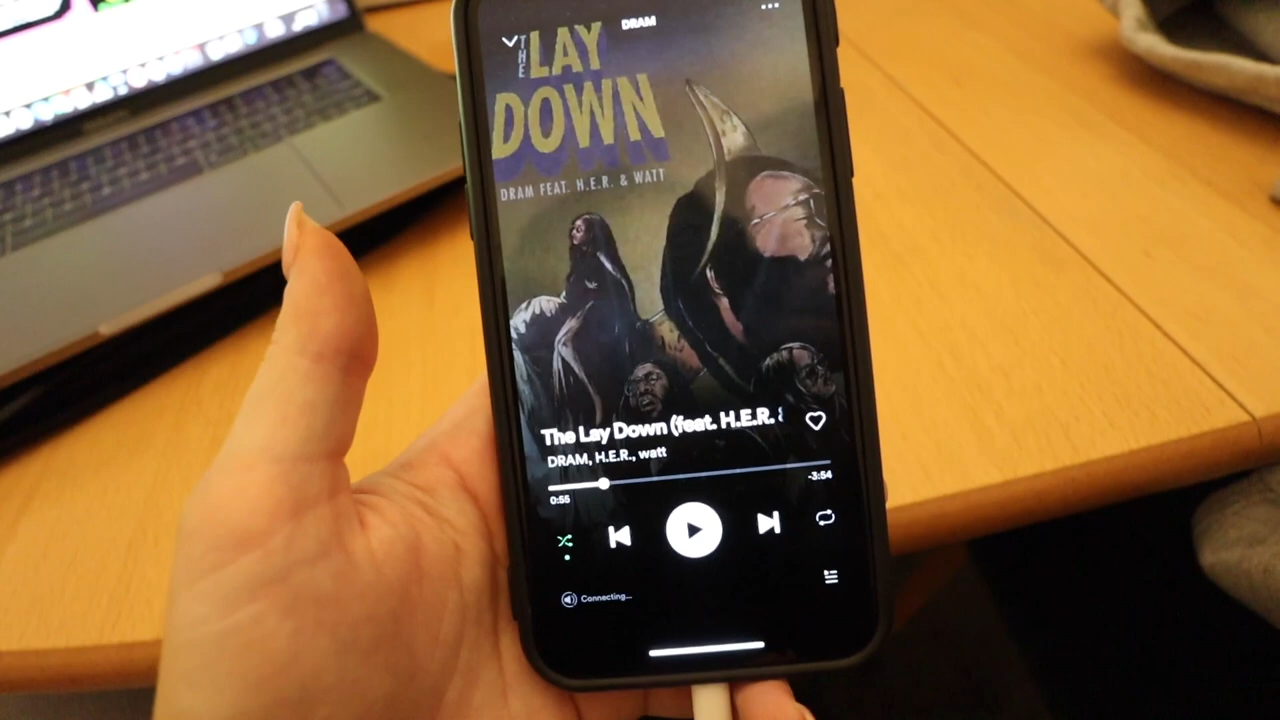 DRAM
THE
LAY
DOWN
DRAM FEAT. H.E.R. & WATT
The Lay Down (feat. H.E.R.
DRAM, H.E.R., watt
0:55
-3:54
Connecting...